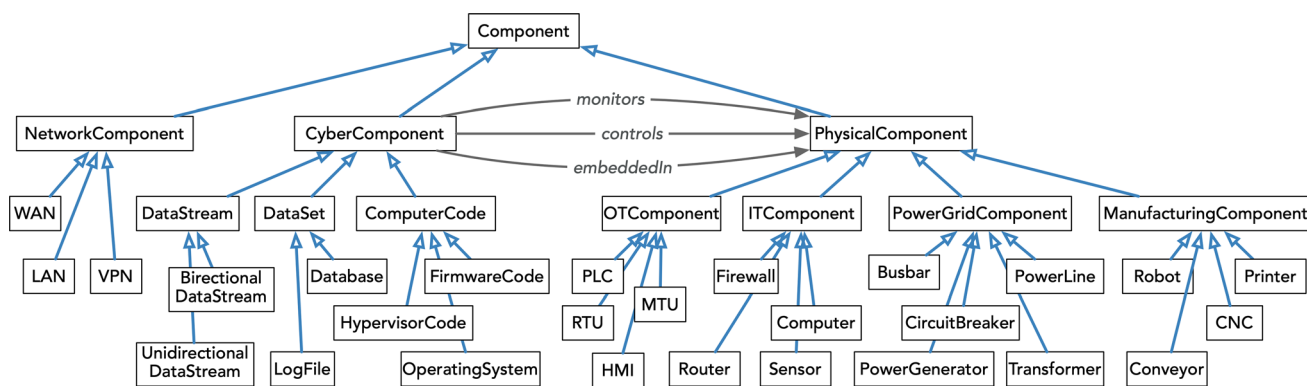 Component
monitors
NetworkComponent
CyberComponent
controls
PhysicalComponent
embeddedIn
WAN
DataStream
DataSet
ComputerCode
OTComponent
ITComponent
PowerGridComponent
ManufacturingComponent
LAN
VPN
Birectional
DataStream
Database
FirmwareCode
PLC
Firewall
Busbar
PowerLine
Robot
Printer
MTU
HypervisorCode
RTU
Computer
CircuitBreaker
CNC
Unidirectional
DataStream
LogFile
OperatingSystem
HMI
Router
Sensor
PowerGenerator
Transformer
Conveyor